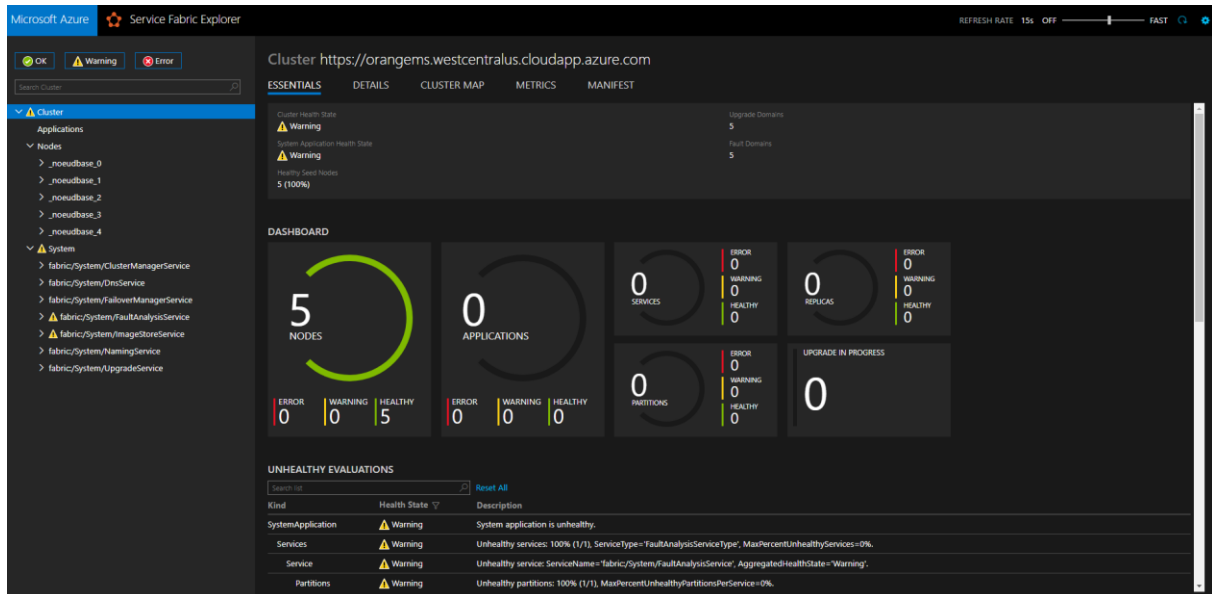 Microsoft Azure Service Fabric Explorer REFRESH RATE 15s OFF FAST
OK Warning Error
Search Cluster
Cluster
Applications
Nodes
_noeudbase_0
_noeudbase_1
_noeudbase_2
_noeudbase_3
_noeudbase_4
System
fabric:/System/ClusterManagerService
fabric:/System/DnsService
fabric:/System/FailoverManagerService
fabric:/System/FaultAnalysisService
fabric:/System/ImageStoreService
fabric:/System/NamingService
fabric:/System/UpgradeService
Cluster https://orangems.westcentralus.cloudapp.azure.com
ESSENTIALS DETAILS CLUSTER MAP METRICS MANIFEST
Cluster Health State
Warning
System Application Health State
Warning
Healthy Seed Nodes
5 (100%)
Upgrade Domains
5
Fault Domains
5
DASHBOARD
5
NODES
ERROR WARNING HEALTHY
0 0 5
0
APPLICATIONS
ERROR WARNING HEALTHY
0 0 0
0
SERVICES
ERROR
0
WARNING
0
HEALTHY
0
0
REPLICAS
ERROR
0
WARNING
0
HEALTHY
0
0
PARTITIONS
ERROR
0
WARNING
0
HEALTHY
0
UPGRADE IN PROGRESS
0
UNHEALTHY EVALUATIONS
Search list Reset All
Kind Health State Description
SystemApplication Warning System application is unhealthy.
Services Warning Unhealthy services: 100% (1/1), ServiceType='FaultAnalysisServiceType', MaxPercentUnhealthyServices=0%.
Service Warning Unhealthy service: ServiceName='fabric:/System/FaultAnalysisService', AggregatedHealthState='Warning'.
Partitions Warning Unhealthy partitions: 100% (1/1), MaxPercentUnhealthyPartitionsPerService=0%.